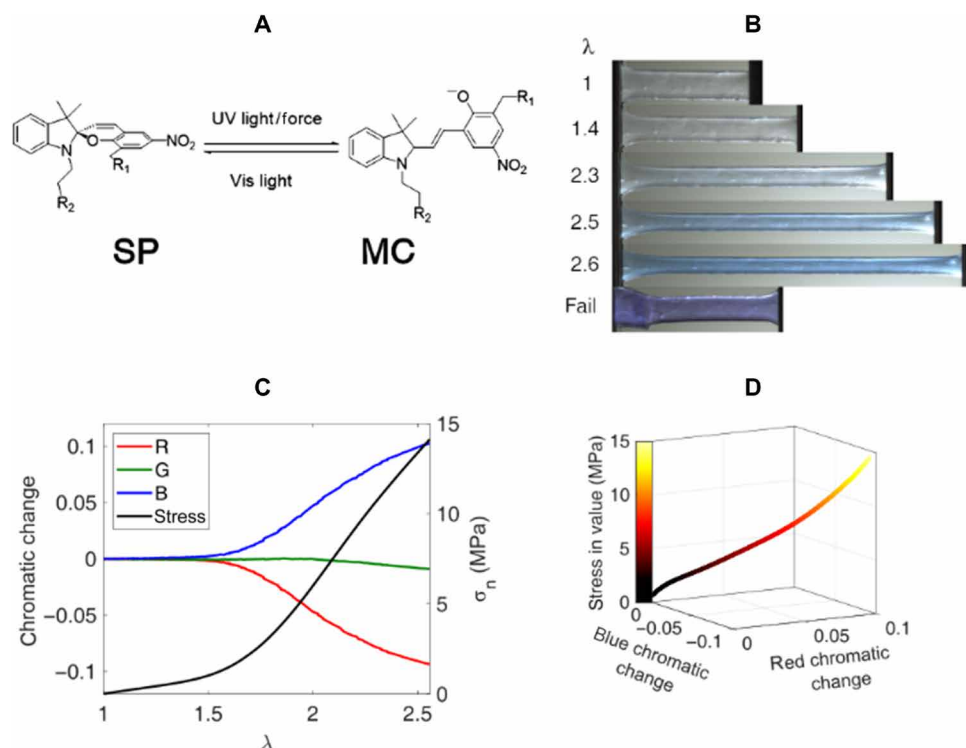 A
UV light/force
Vis light
O⁻
R₁
NO₂
N
R₂
SP
O
R₁
NO₂
N
R₂
MC
B
λ
1
1.4
2.3
2.5
2.6
Fail
C
Chromatic change
0.1
0.05
0
-0.05
-0.1
R
G
B
Stress
15
10
5
0
σn (MPa)
1
1.5
2
2.5
λ
D
Stress in value (MPa)
15
10
5
0
0
-0.05
-0.1
Blue chromatic
change
0
0.05
0.1
Red chromatic
change